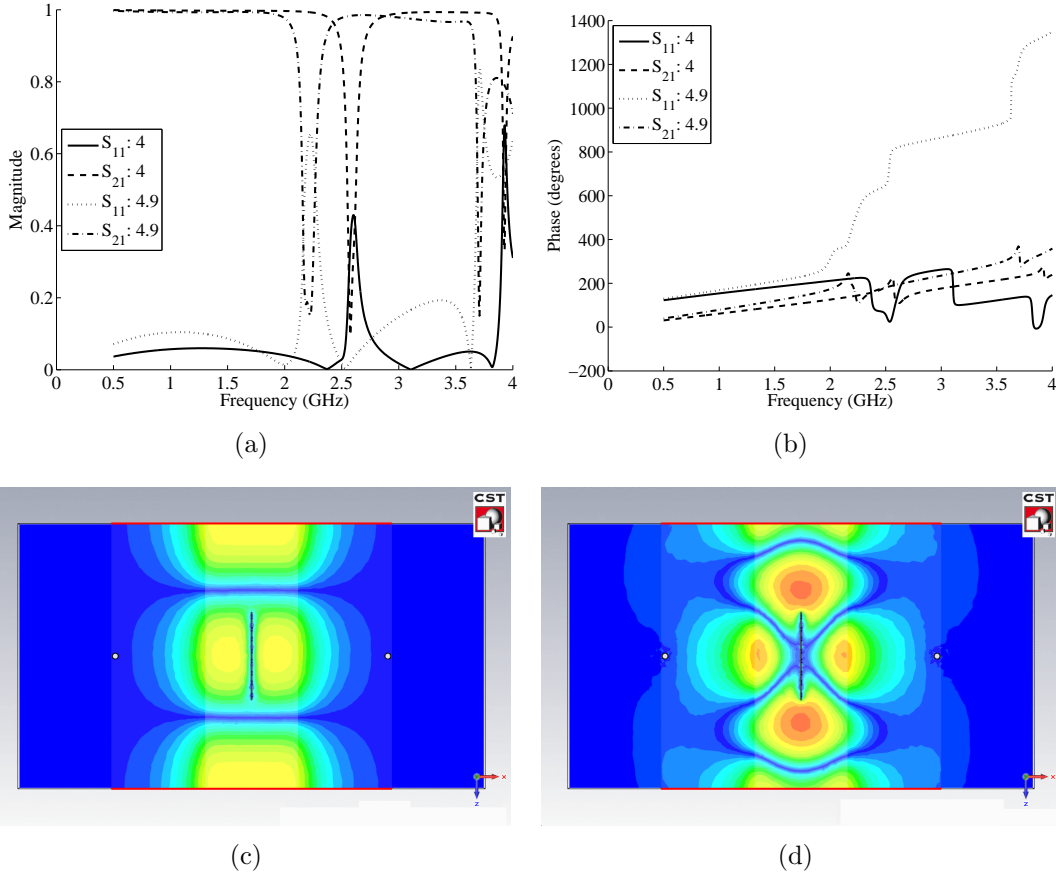 1
0.8
0.6
0.4
0.2
0
Magnitude
S11: 4
S21: 4
S11: 4.9
S21: 4.9
0 0.5 1 1.5 2 2.5 3 3.5 4
Frequency (GHz)
(a)
1400
1200
1000
800
600
400
200
0
−200
Phase (degrees)
S11: 4
S21: 4
S11: 4.9
S21: 4.9
0 0.5 1 1.5 2 2.5 3 3.5 4
Frequency (GHz)
(b)
CST
x
z
(c)
CST
x
z
(d)